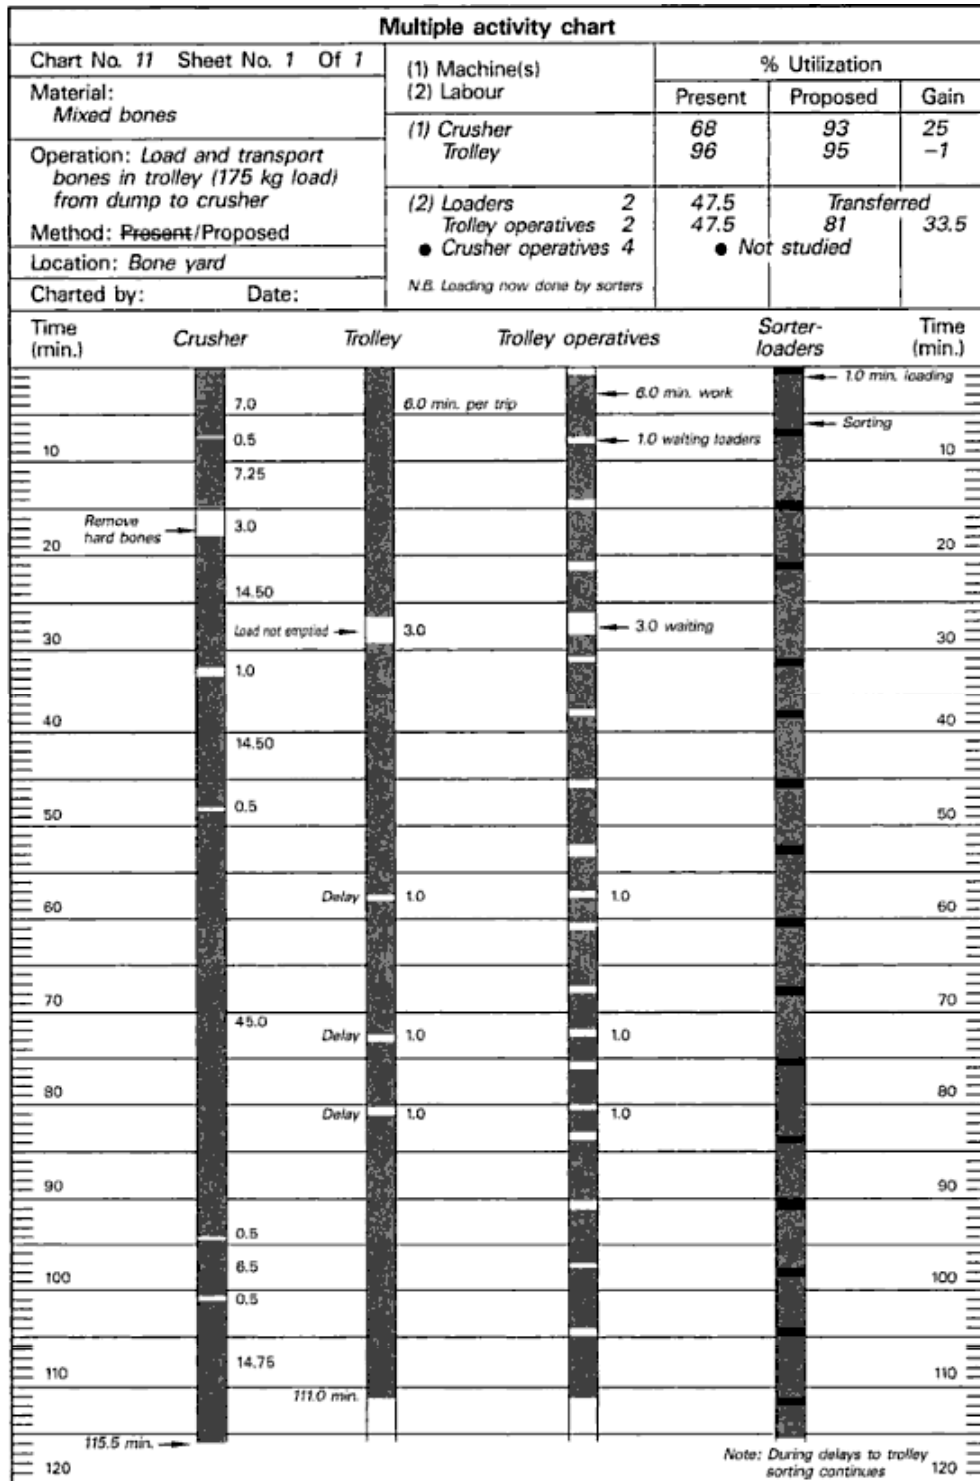 Multiple activity chart
Chart No. 11 Sheet No. 1 Of 1
Material:
Mixed bones
Operation: Load and transport
bones in trolley (175 kg load)
from dump to crusher
Method: Present/Proposed
Location: Bone yard
Charted by: Date:
(1) Machine(s)
(2) Labour
% Utilization
Present Proposed Gain
(1) Crusher 68 93 25
Trolley 96 95 -1
(2) Loaders 2 47.5 Transferred
Trolley operatives 2 47.5 81 33.5
● Crusher operatives 4 ● Not studied
N.B. Loading now done by sorters
Time
(min.)
Crusher
Trolley
Trolley operatives
Sorter-
loaders
Time
(min.)
7.0 6.0 min. per trip 6.0 min. work 1.0 min. loading
Sorting
10 0.5 1.0 waiting loaders 10
7.25
Remove
hard bones
3.0
20 20
14.50
Load not emptied 3.0 3.0 waiting
30 30
1.0
40 40
14.50
50 0.5 50
Delay 1.0 1.0
60 60
70 70
45.0
Delay 1.0 1.0
80 80
Delay 1.0 1.0
90 90
0.5
6.5
100 0.5 100
14.75
110 110
111.0 min.
115.5 min.
120 120
Note: During delays to trolley
sorting continues